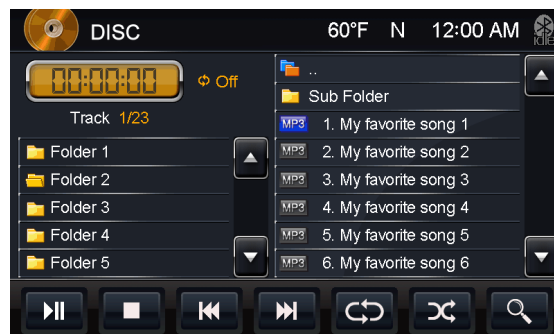 DISC 60°F N 12:00 AM
idle
00:00:00 Off
Track 1/23
Folder 1
Folder 2
Folder 3
Folder 4
Folder 5
..
Sub Folder
MP3 1. My favorite song 1
MP3 2. My favorite song 2
MP3 3. My favorite song 3
MP3 4. My favorite song 4
MP3 5. My favorite song 5
MP3 6. My favorite song 6